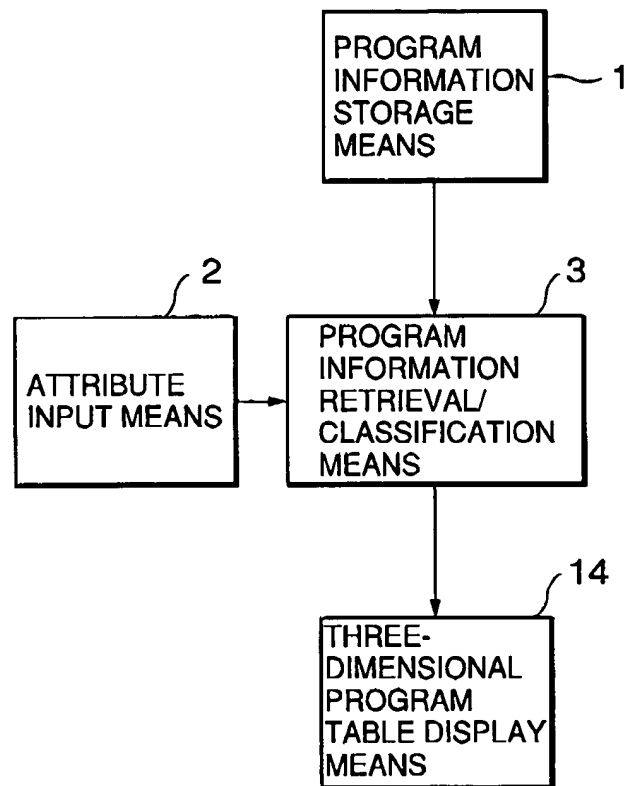 PROGRAM
INFORMATION
STORAGE
MEANS
1
2
ATTRIBUTE
INPUT MEANS
3
PROGRAM
INFORMATION
RETRIEVAL/
CLASSIFICATION
MEANS
14
THREE-
DIMENSIONAL
PROGRAM
TABLE DISPLAY
MEANS